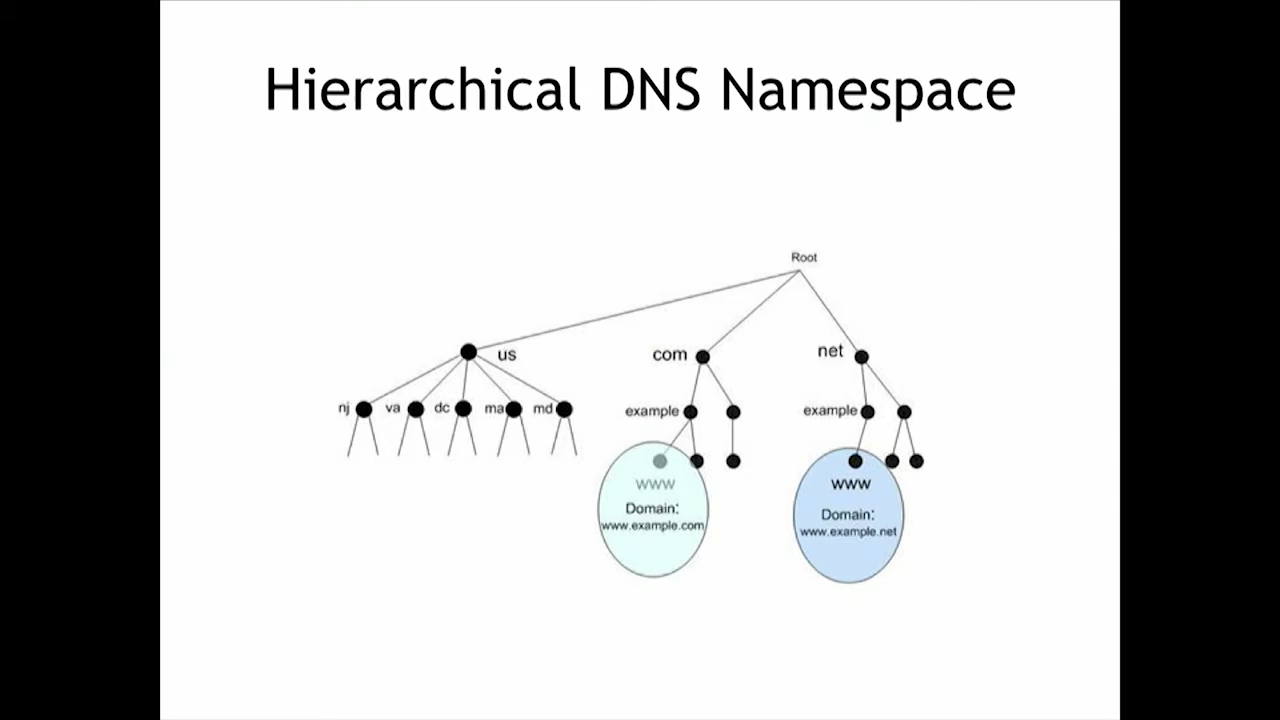 Hierarchical DNS Namespace
Root
us
com
net
nj
va
dc
ma
md
example
example
www
Domain:
www.example.com
www
Domain:
www.example.net